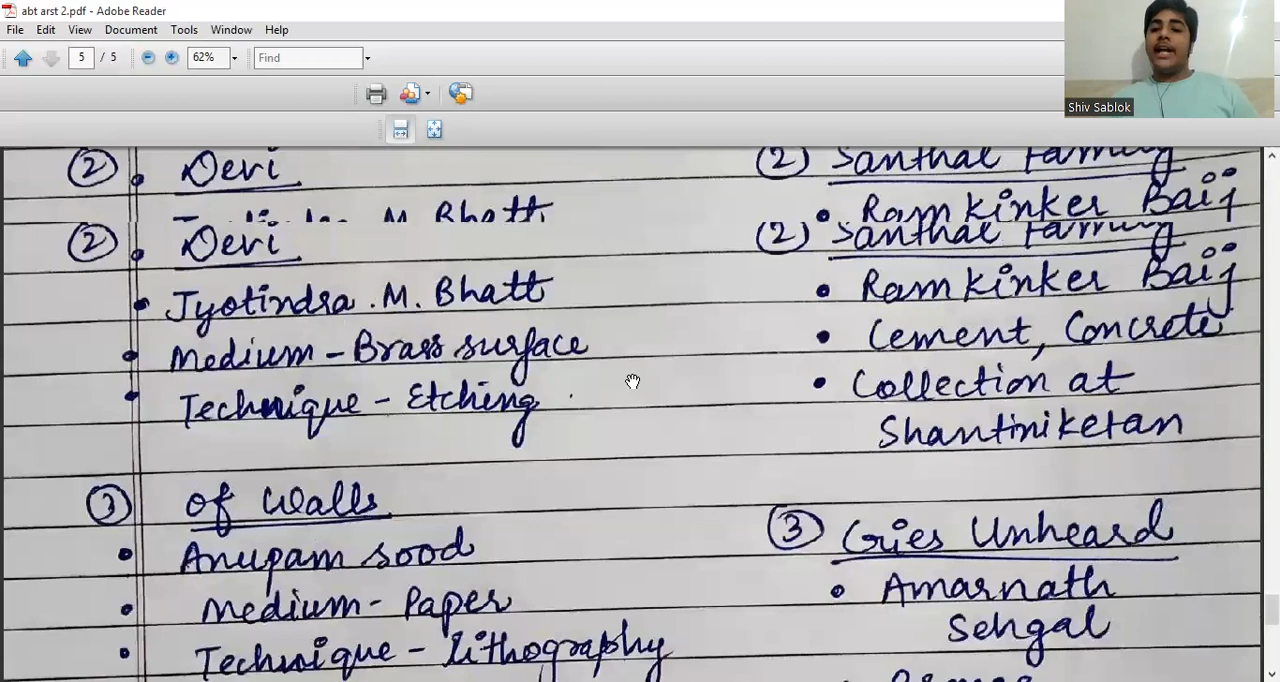 abt arst 2.pdf - Adobe Reader
File Edit View Document Tools Window Help
5 / 5 62% Find
Shiv Sablok
(2) Devi
M. Bhatt
(2) Santhal Family
Ramkinker Baij
(2) Devi
Jyotindra . M. Bhatt
Medium - Brass surface
Technique - Etching
(2) Santhal Family
Ramkinker Baij
Cement, Concrete
Collection at
Shantiniketan
(3) of Walls
Anupam sood
Medium - Paper
Technique - lithography
(3) Cries Unheard
Amarnath
Sehgal